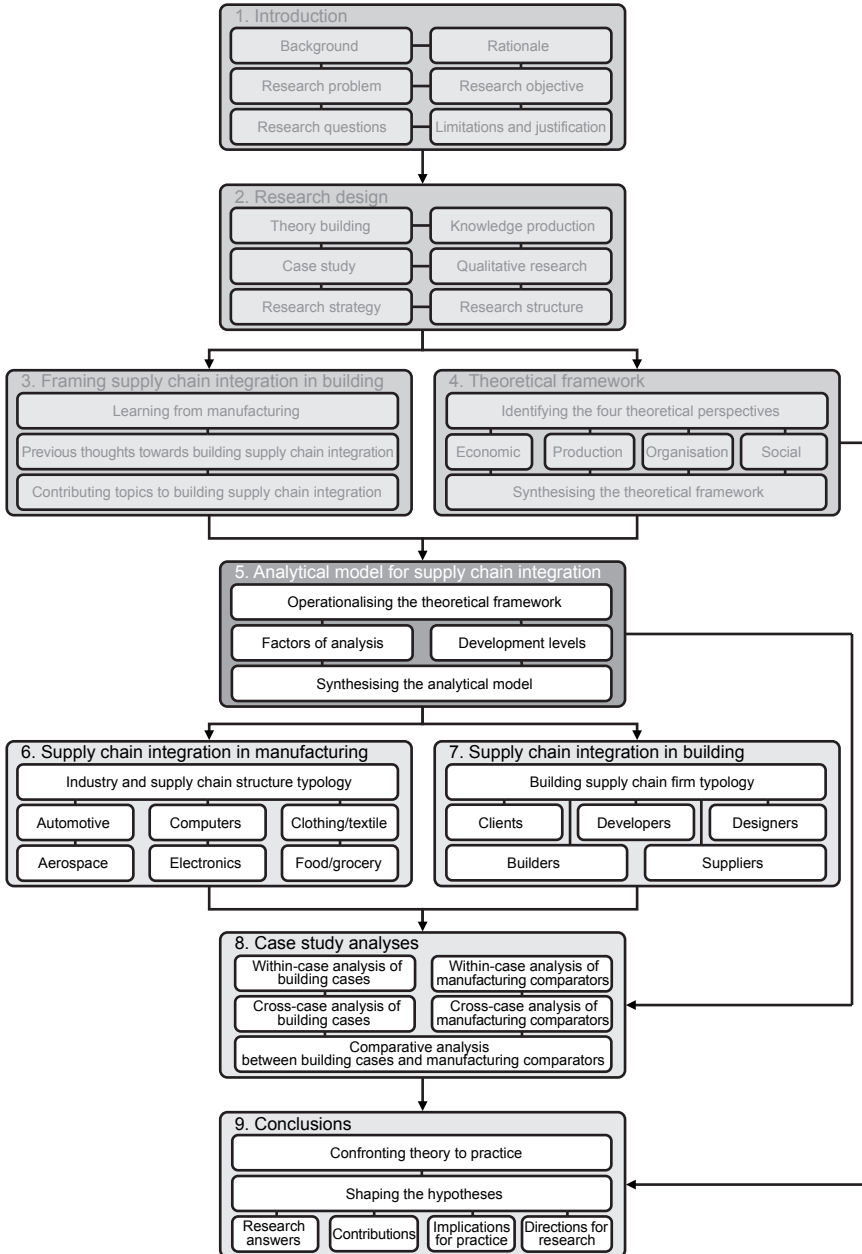 1. Introduction
Background
Rationale
Research problem
Research objective
Research questions
Limitations and justification
2. Research design
Theory building
Knowledge production
Case study
Qualitative research
Research strategy
Research structure
3. Framing supply chain integration in building
Learning from manufacturing
Previous thoughts towards building supply chain integration
Contributing topics to building supply chain integration
4. Theoretical framework
Identifying the four theoretical perspectives
Economic
Production
Organisation
Social
Synthesising the theoretical framework
5. Analytical model for supply chain integration
Operationalising the theoretical framework
Factors of analysis
Development levels
Synthesising the analytical model
6. Supply chain integration in manufacturing
Industry and supply chain structure typology
Automotive
Computers
Clothing/textile
Aerospace
Electronics
Food/grocery
7. Supply chain integration in building
Building supply chain firm typology
Clients
Developers
Designers
Builders
Suppliers
8. Case study analyses
Within-case analysis of
building cases
Within-case analysis of
manufacturing comparators
Cross-case analysis of
building cases
Cross-case analysis of
manufacturing comparators
Comparative analysis
between building cases and manufacturing comparators
9. Conclusions
Confronting theory to practice
Shaping the hypotheses
Research
answers
Contributions
Implications
for practice
Directions for
research